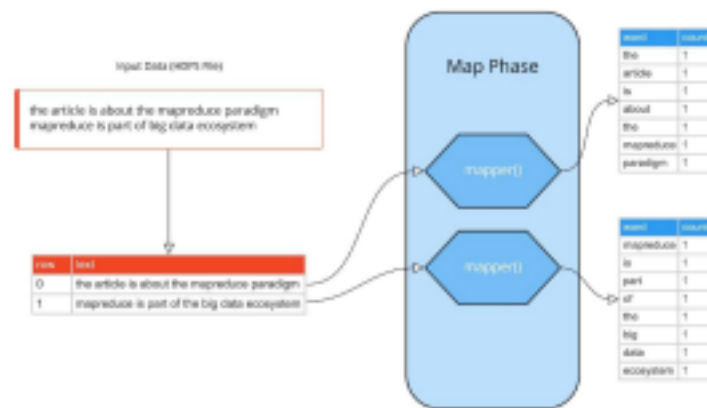 Input Data (HDFS File)
the article is about the mapreduce paradigm
mapreduce is part of big data ecosystem
row text
0 the article is about the mapreduce paradigm
1 mapreduce is part of the big data ecosystem
Map Phase
mapper()
mapper()
word count
the 1
article 1
is 1
about 1
the 1
mapreduce 1
paradigm 1
word count
mapreduce 1
is 1
part 1
of 1
the 1
big 1
data 1
ecosystem 1